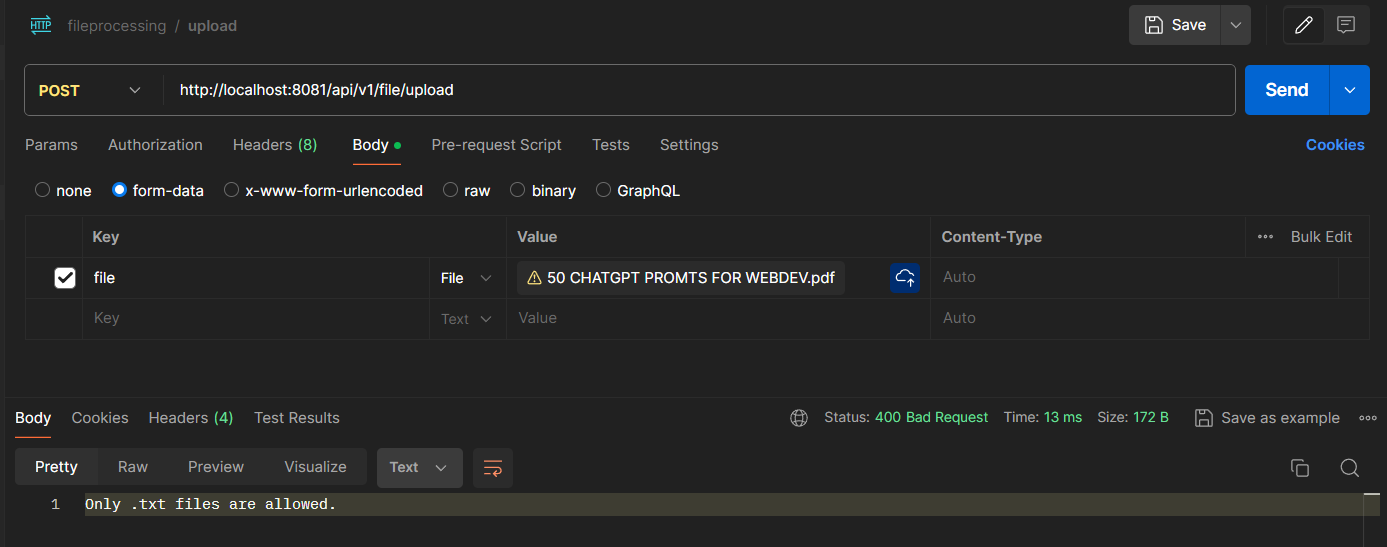 HTTP fileprocessing / upload Save
POST http://localhost:8081/api/v1/file/upload Send
Params Authorization Headers (8) Body Pre-request Script Tests Settings Cookies
none form-data x-www-form-urlencoded raw binary GraphQL
Key Value Content-Type Bulk Edit
file File 50 CHATGPT PROMTS FOR WEBDEV.pdf Auto
Key Text Value Auto
Body Cookies Headers (4) Test Results Status: 400 Bad Request Time: 13 ms Size: 172 B Save as example
Pretty Raw Preview Visualize Text
1 Only .txt files are allowed.